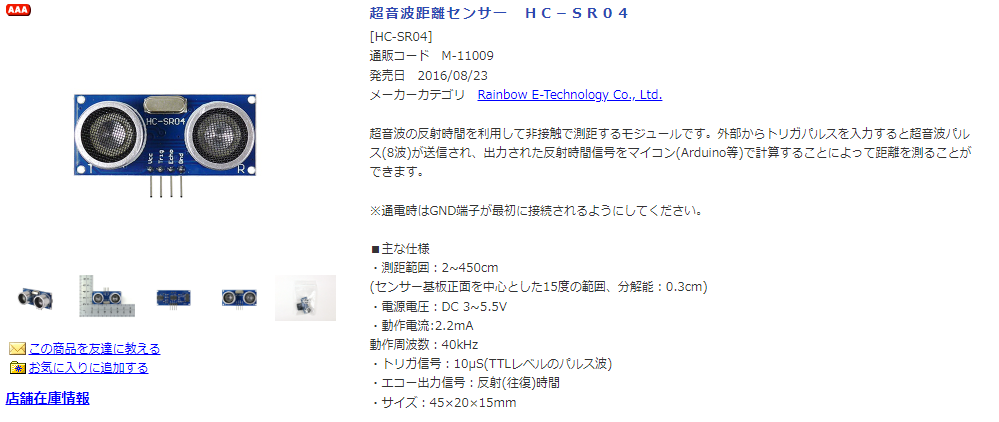 AAA
超音波距離センサー　ＨＣ－ＳＲ０４
[HC-SR04]
通販コード　M-11009
発売日　2016/08/23
メーカーカテゴリ　Rainbow E-Technology Co., Ltd.
超音波の反射時間を利用して非接触で測距するモジュールです。外部からトリガパルスを入力すると超音波パル
ス(8波)が送信され、出力された反射時間信号をマイコン(Arduino等)で計算することによって距離を測ることが
できます。
※通電時はGND端子が最初に接続されるようにしてください。
■主な仕様
・測距範囲：2~450cm
(センサー基板正面を中心とした15度の範囲、分解能：0.3cm)
・電源電圧：DC 3~5.5V
・動作電流:2.2mA
動作周波数：40kHz
・トリガ信号：10μS(TTLレベルのパルス波)
・エコー出力信号：反射(往復)時間
・サイズ：45×20×15mm
HC-SR04
Vcc
Trig
Echo
Gnd
T
R
この商品を友達に教える
お気に入りに追加する
店舗在庫情報